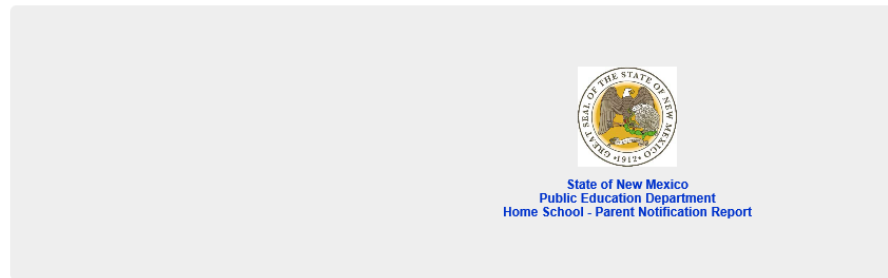 GREAT SEAL OF THE STATE OF NEW MEXICO
•1912•
State of New Mexico
Public Education Department
Home School - Parent Notification Report